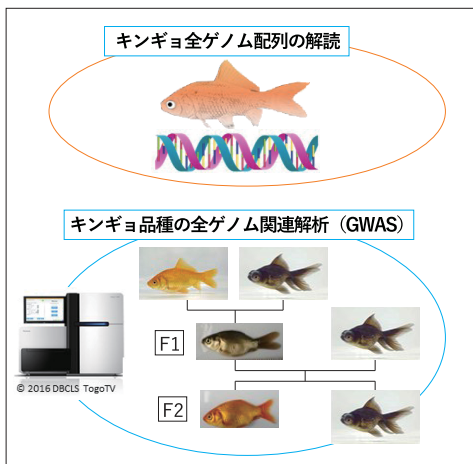 キンギョ全ゲノム配列の解読
キンギョ品種の全ゲノム関連解析（GWAS）
F1
© 2016 DBCLS TogoTV
F2